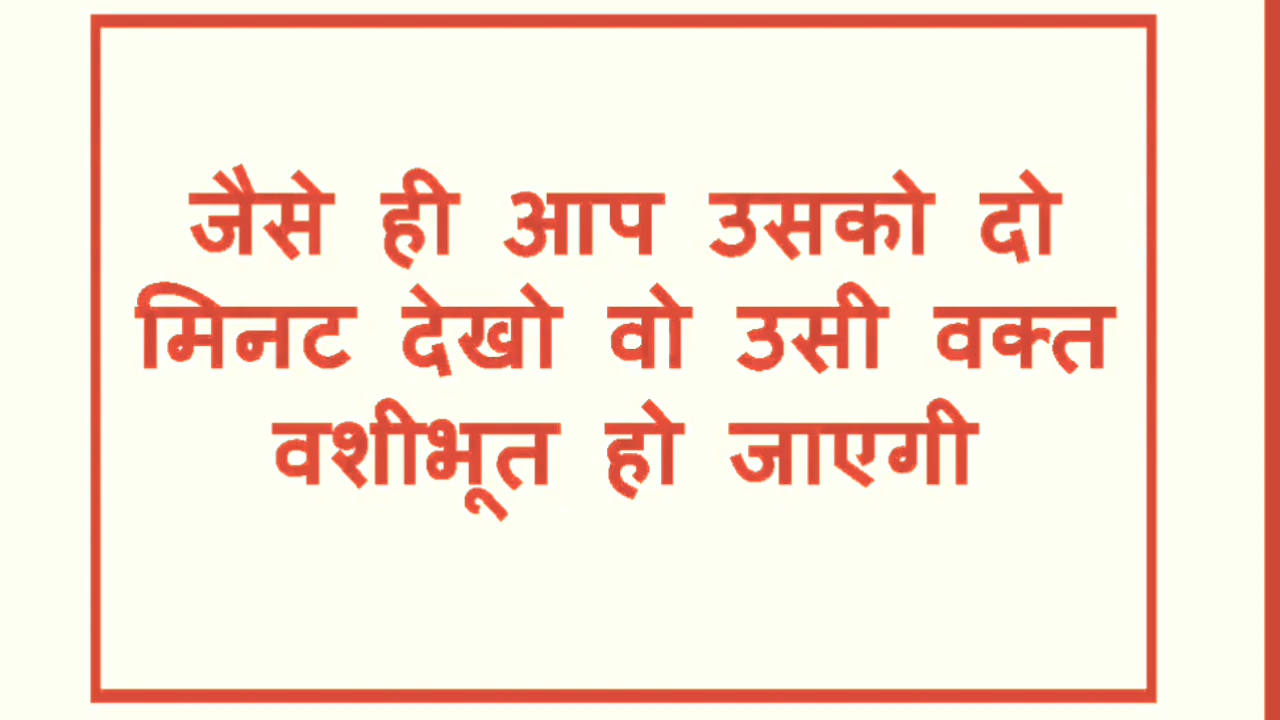 जैसे ही आप उसको दो
मिनट देखो वो उसी वक्त
वशीभूत हो जाएगी